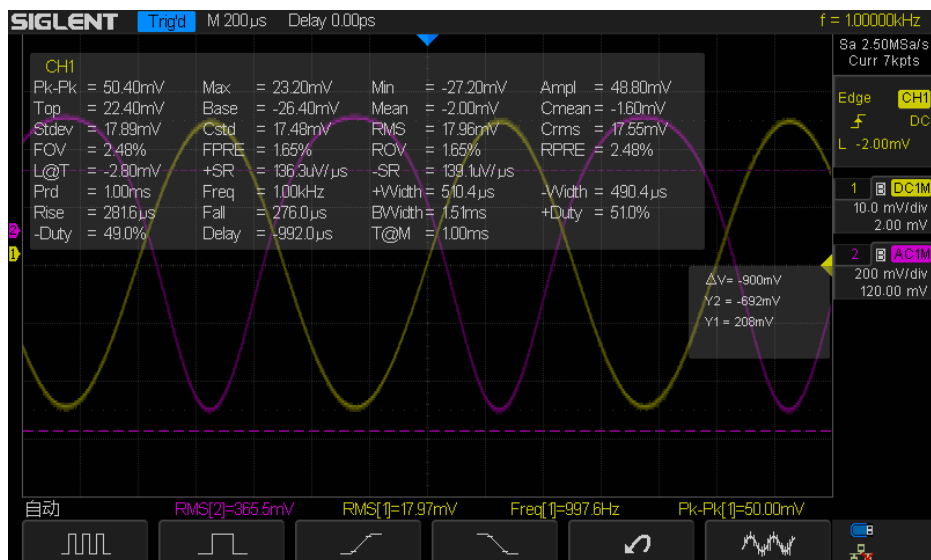 SIGLENT Trig'd M 200µs Delay 0.00ps f = 1.00000kHz
Sa 2.50MSa/s
Curr 7kpts
CH1
Pk-Pk = 50.40mV Max = 23.20mV Min = -27.20mV Ampl = 48.80mV
Top = 22.40mV Base = -26.40mV Mean = -2.00mV Cmean = -160mV
Stdev = 17.89mV Cstd = 17.48mV RMS = 17.96mV Crms = 17.55mV
FOV = 2.48% FPRE = 1.65% ROV = 1.65% RPRE = 2.48%
L@T = -2.80mV +SR = 136.3uV/µs -SR = 139.1uV/µs
Prd = 1.00ms Freq = 1.00kHz +Width = 510.4µs -Width = 490.4µs
Rise = 281.6µs Fall = 276.0µs BWidth = 1.51ms +Duty = 51.0%
-Duty = 49.0% Delay = -992.0µs T@M = 1.00ms
Edge CH1
DC
L -2.00mV
1 B DC1M
10.0 mV/div
2.00 mV
2 B AC1M
200 mV/div
120.00 mV
2
1
△V= -900mV
Y2 = -692mV
Y1 = 208mV
自动 RMS[2]=365.5mV RMS[1]=17.97mV Freq[1]=997.6Hz Pk-Pk[1]=50.00mV